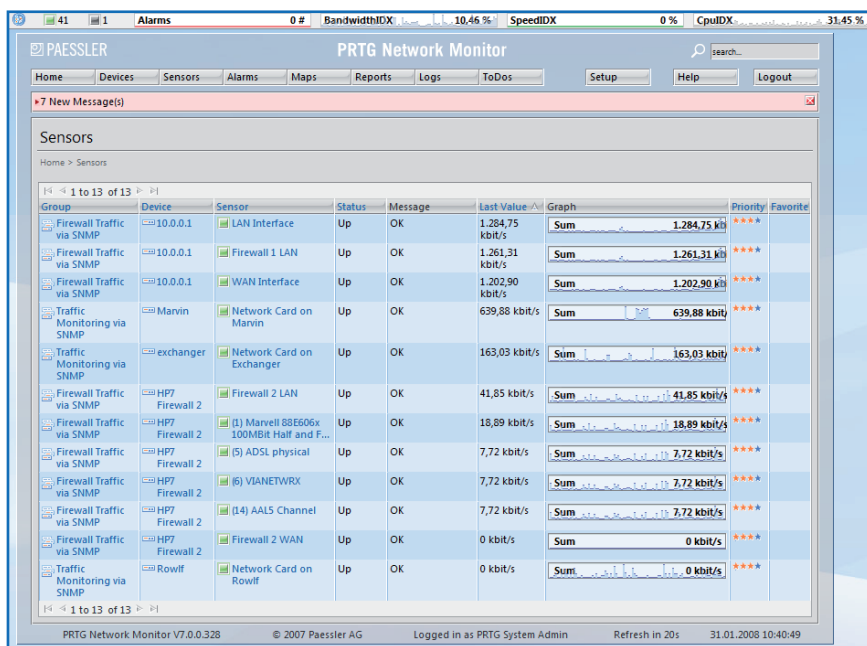 41 1 Alarms 0 # BandwidthIDX 10,46 % SpeedIDX 0 % CpuIDX 31,45 %
PAESSLER PRTG Network Monitor search...
Home Devices Sensors Alarms Maps Reports Logs ToDos Setup Help Logout
7 New Message(s)
Sensors
Home > Sensors
1 to 13 of 13
Group Device Sensor Status Message Last Value Graph Priority Favorite
Firewall Traffic 10.0.0.1 LAN Interface Up OK 1.284,75 Sum 1.284,75 kb
via SNMP kbit/s
Firewall Traffic 10.0.0.1 Firewall 1 LAN Up OK 1.261,31 Sum 1.261,31 kb
via SNMP kbit/s
Firewall Traffic 10.0.0.1 WAN Interface Up OK 1.202,90 Sum 1.202,90 kb
via SNMP kbit/s
Traffic Marvin Network Card on Up OK 639,88 kbit/s Sum 639,88 kbit/
Monitoring via Marvin
SNMP
Traffic exchanger Network Card on Up OK 163,03 kbit/s Sum 163,03 kbit/
Monitoring via Exchanger
SNMP
Firewall Traffic HP7 Firewall 2 LAN Up OK 41,85 kbit/s Sum 41,85 kbit/s
via SNMP Firewall 2
Firewall Traffic HP7 (1) Marvell 88E606x Up OK 18,89 kbit/s Sum 18,89 kbit/s
via SNMP Firewall 2 100MBit Half and F...
Firewall Traffic HP7 (5) ADSL physical Up OK 7,72 kbit/s Sum 7,72 kbit/s
via SNMP Firewall 2
Firewall Traffic HP7 (6) VIANETWRX Up OK 7,72 kbit/s Sum 7,72 kbit/s
via SNMP Firewall 2
Firewall Traffic HP7 (14) AAL5 Channel Up OK 7,72 kbit/s Sum 7,72 kbit/s
via SNMP Firewall 2
Firewall Traffic HP7 Firewall 2 WAN Up OK 0 kbit/s Sum 0 kbit/s
via SNMP Firewall 2
Traffic Rowlf Network Card on Up OK 0 kbit/s Sum 0 kbit/s
Monitoring via Rowlf
SNMP
1 to 13 of 13
PRTG Network Monitor V7.0.0.328 © 2007 Paessler AG Logged in as PRTG System Admin Refresh in 20s 31.01.2008 10:40:49